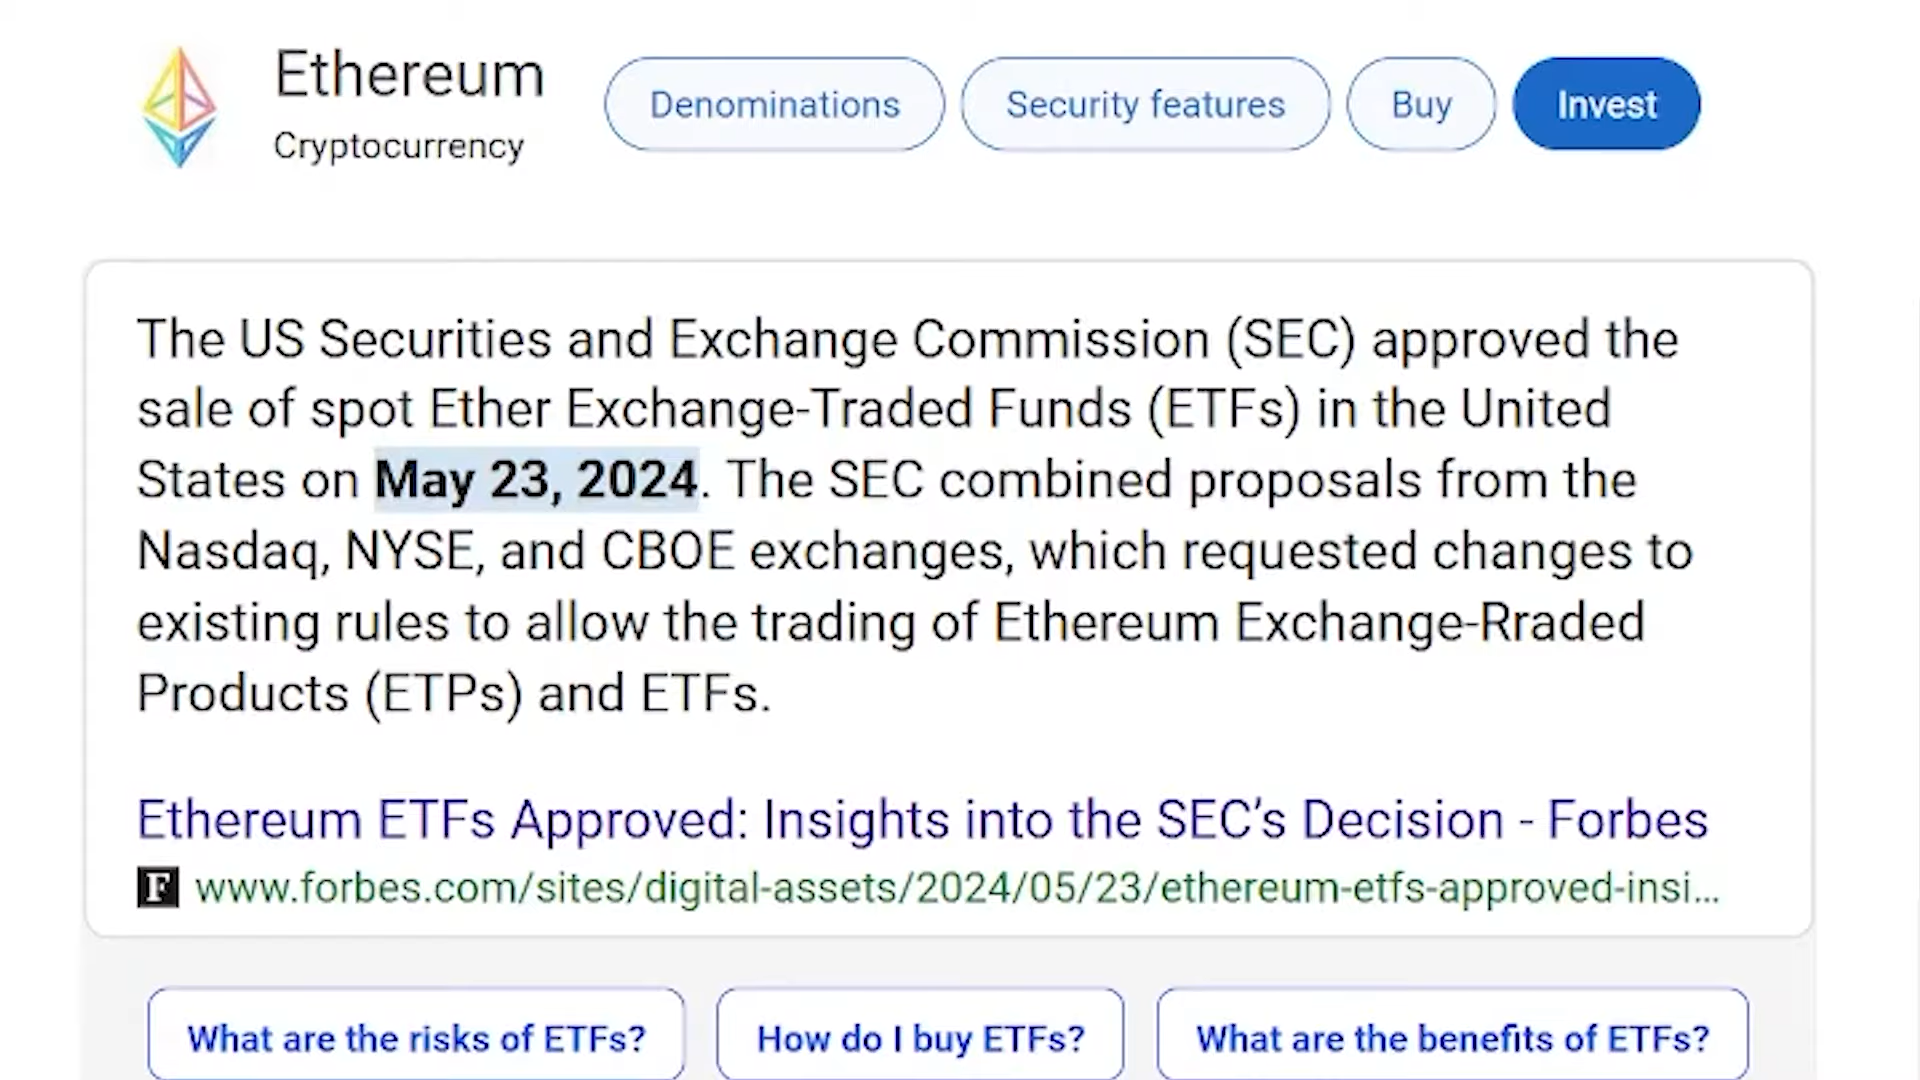 Ethereum
Cryptocurrency
Denominations
Security features
Buy
Invest
The US Securities and Exchange Commission (SEC) approved the
sale of spot Ether Exchange-Traded Funds (ETFs) in the United
States on May 23, 2024. The SEC combined proposals from the
Nasdaq, NYSE, and CBOE exchanges, which requested changes to
existing rules to allow the trading of Ethereum Exchange-Rraded
Products (ETPs) and ETFs.
Ethereum ETFs Approved: Insights into the SEC’s Decision - Forbes
F www.forbes.com/sites/digital-assets/2024/05/23/ethereum-etfs-approved-insi...
What are the risks of ETFs?
How do I buy ETFs?
What are the benefits of ETFs?